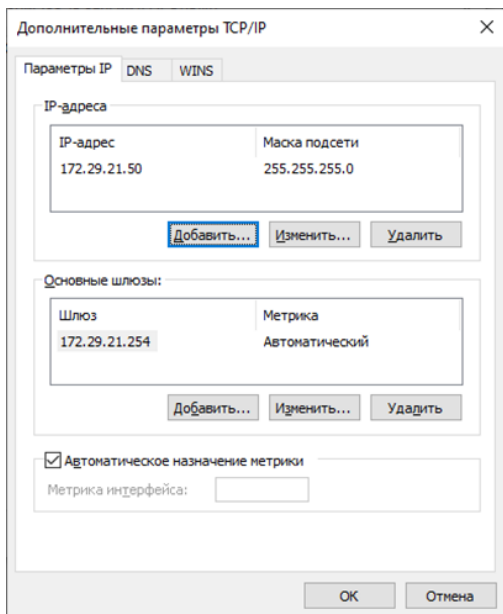 Дополнительные параметры TCP/IP
Параметры IP DNS WINS
IP-адреса
IP-адрес Маска подсети
172.29.21.50 255.255.255.0
Добавить... Изменить... Удалить
Основные шлюзы:
Шлюз Метрика
172.29.21.254 Автоматический
Добавить... Изменить... Удалить
Автоматическое назначение метрики
Метрика интерфейса:
OK Отмена